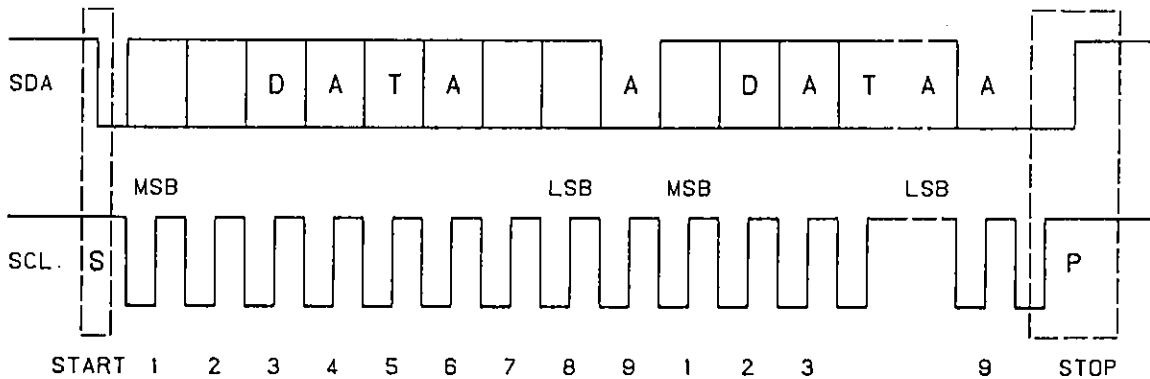 SDA D A T A A D A T A A
MSB LSB MSB LSB
SCL. S P
START 1 2 3 4 5 6 7 8 9 1 2 3 9 STOP